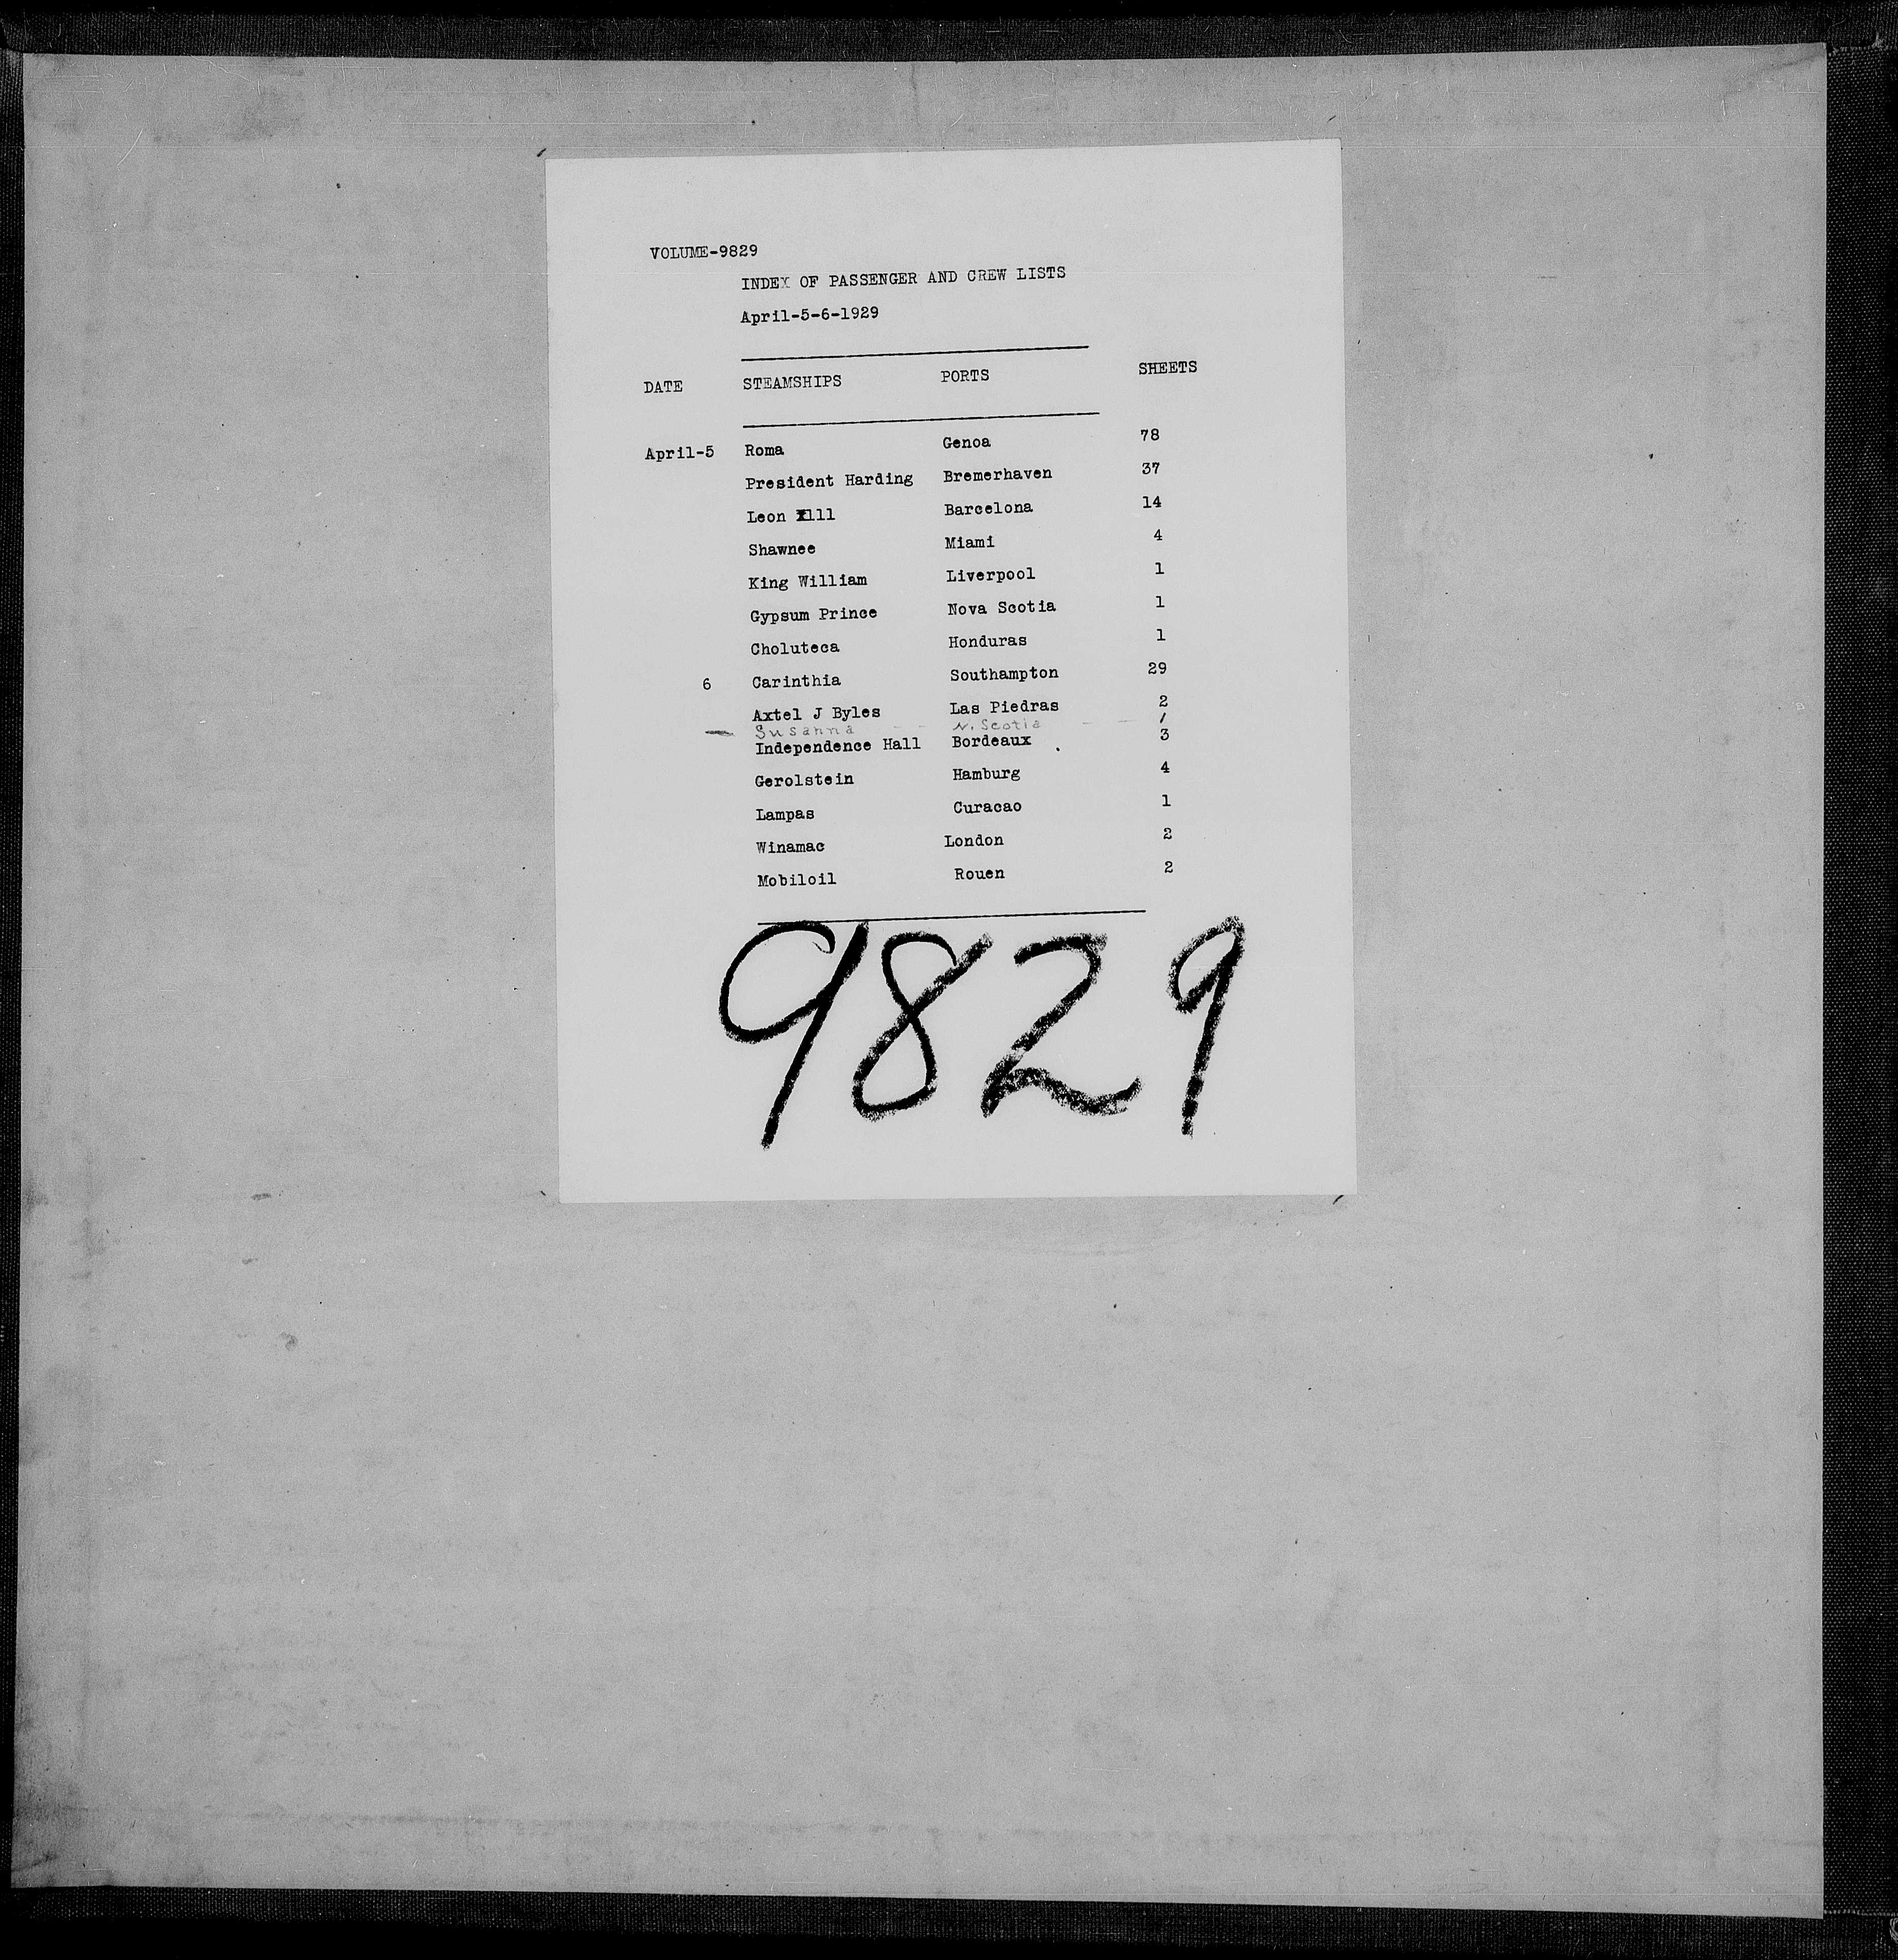 VOLUME-9829
INDEX OF PASSENGER AND CREW LISTS
April-5-6-1929
DATE STEAMSHIPS PORTS SHEETS
April-5 Roma Genoa 78
President Harding Bremerhaven 37
Leon Xlll Barcelona 14
Shawnee Miami 4
King William Liverpool 1
Gypsum Prince Nova Scotia 1
Choluteca Honduras 1
6 Carinthia Southampton 29
Axtel J Byles Las Piedras 2
— Susanna - - N. Scotia - - 1
Independence Hall Bordeaux . 3
Gerolstein Hamburg 4
Lampas Curacao 1
Winamac London 2
Mobiloil Rouen 2
9829